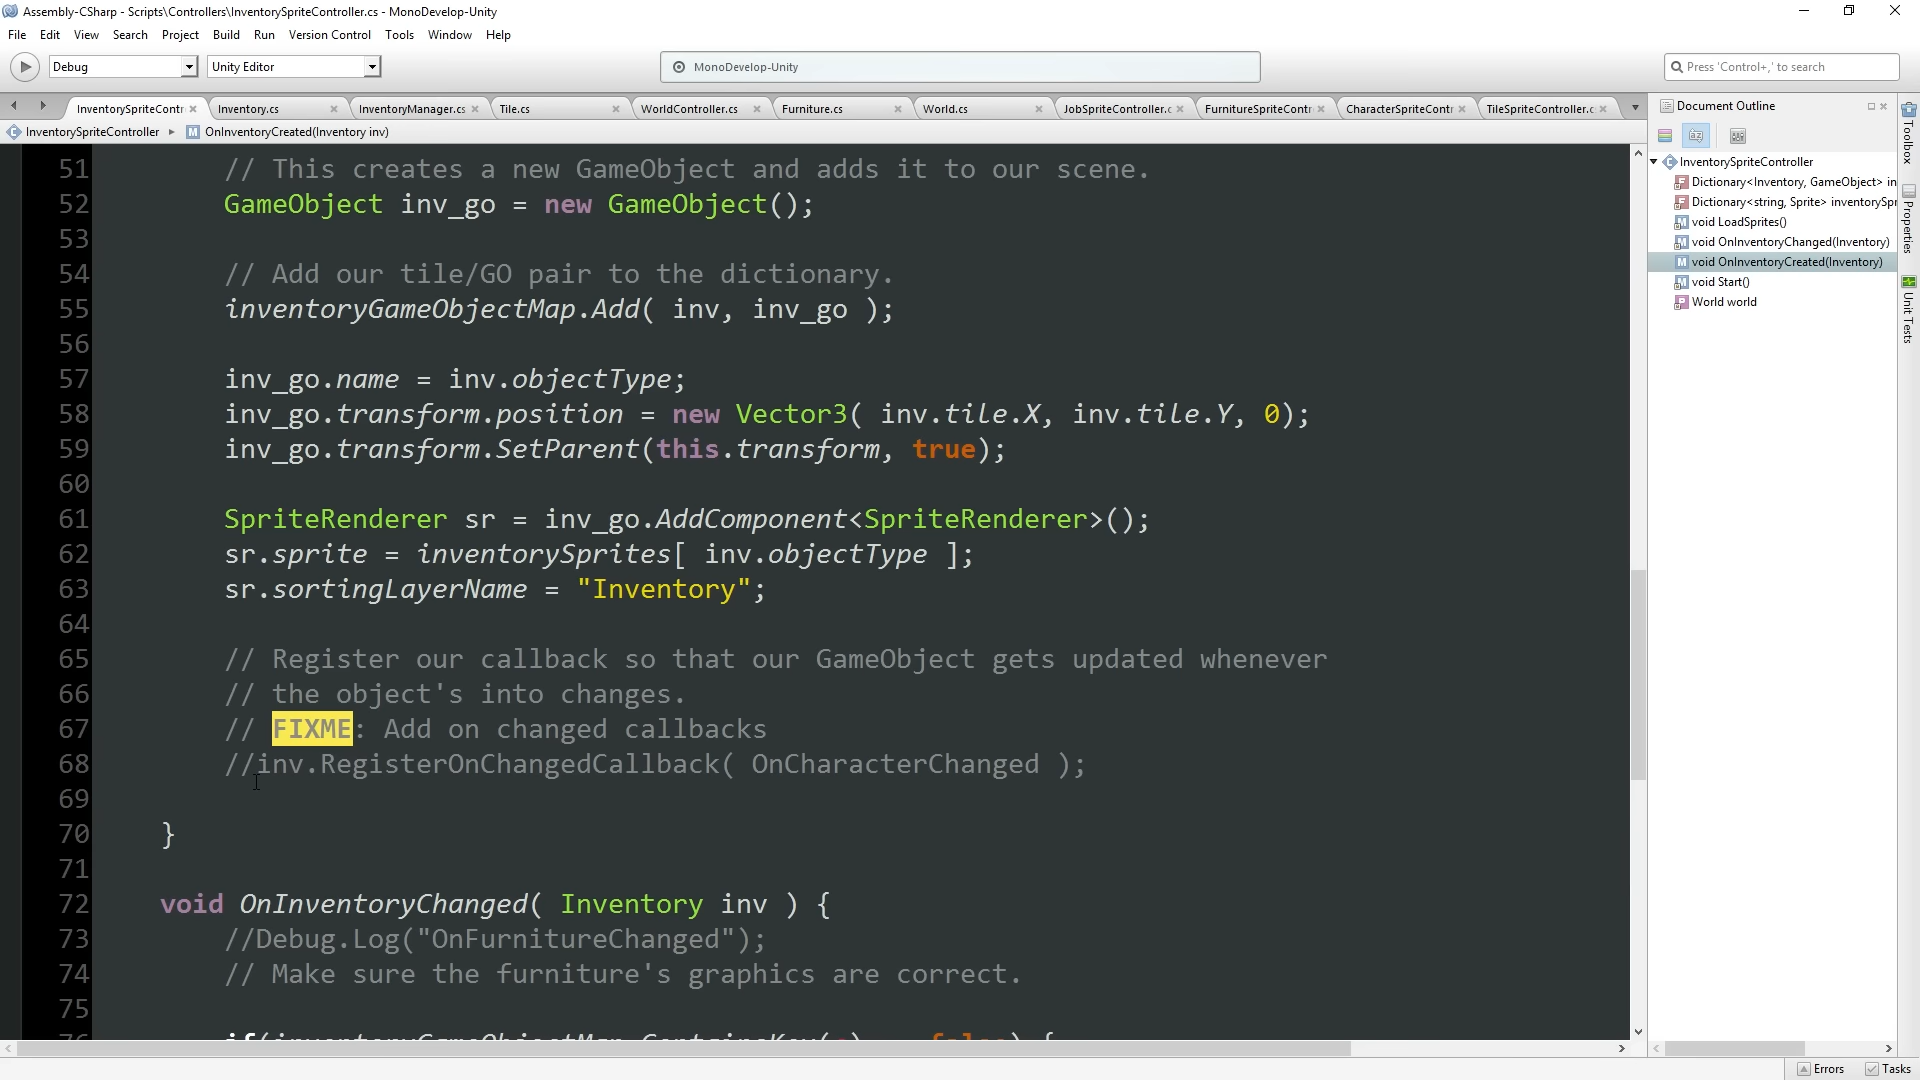 Assembly-CSharp - Scripts\Controllers\InventorySpriteController.cs - MonoDevelop-Unity
File Edit View Search Project Build Run Version Control Tools Window Help
Debug Unity Editor MonoDevelop-Unity Press 'Control+,' to search
InventorySpriteContr Inventory.cs InventoryManager.cs Tile.cs WorldController.cs Furniture.cs World.cs JobSpriteController.c FurnitureSpriteContr CharacterSpriteContr TileSpriteController.c Document Outline
InventorySpriteController OnInventoryCreated(Inventory inv)
51 // This creates a new GameObject and adds it to our scene.
52 GameObject inv_go = new GameObject();
53
54 // Add our tile/GO pair to the dictionary.
55 inventoryGameObjectMap.Add( inv, inv_go );
56
57 inv_go.name = inv.objectType;
58 inv_go.transform.position = new Vector3( inv.tile.X, inv.tile.Y, 0);
59 inv_go.transform.SetParent(this.transform, true);
60
61 SpriteRenderer sr = inv_go.AddComponent<SpriteRenderer>();
62 sr.sprite = inventorySprites[ inv.objectType ];
63 sr.sortingLayerName = "Inventory";
64
65 // Register our callback so that our GameObject gets updated whenever
66 // the object's into changes.
67 // FIXME: Add on changed callbacks
68 //inv.RegisterOnChangedCallback( OnCharacterChanged );
69
70 }
71
72 void OnInventoryChanged( Inventory inv ) {
73 //Debug.Log("OnFurnitureChanged");
74 // Make sure the furniture's graphics are correct.
75
InventorySpriteController
Dictionary<Inventory, GameObject> in
Dictionary<string, Sprite> inventorySpr
void LoadSprites()
void OnInventoryChanged(Inventory)
void OnInventoryCreated(Inventory)
void Start()
World world
Toolbox
Properties
Unit Tests
Errors Tasks